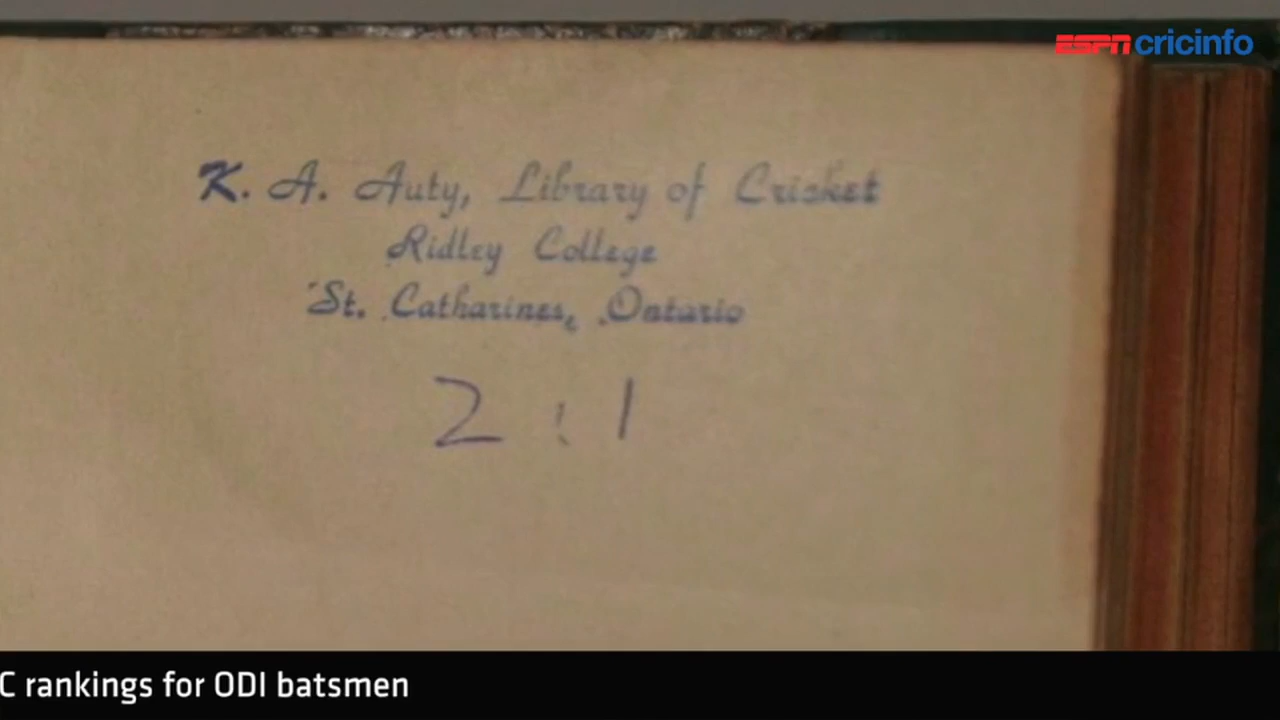 ESPN cricinfo
K. A. Auty, Library of Cricket
Ridley College
St. Catharines, Ontario
2 : 1
C rankings for ODI batsmen